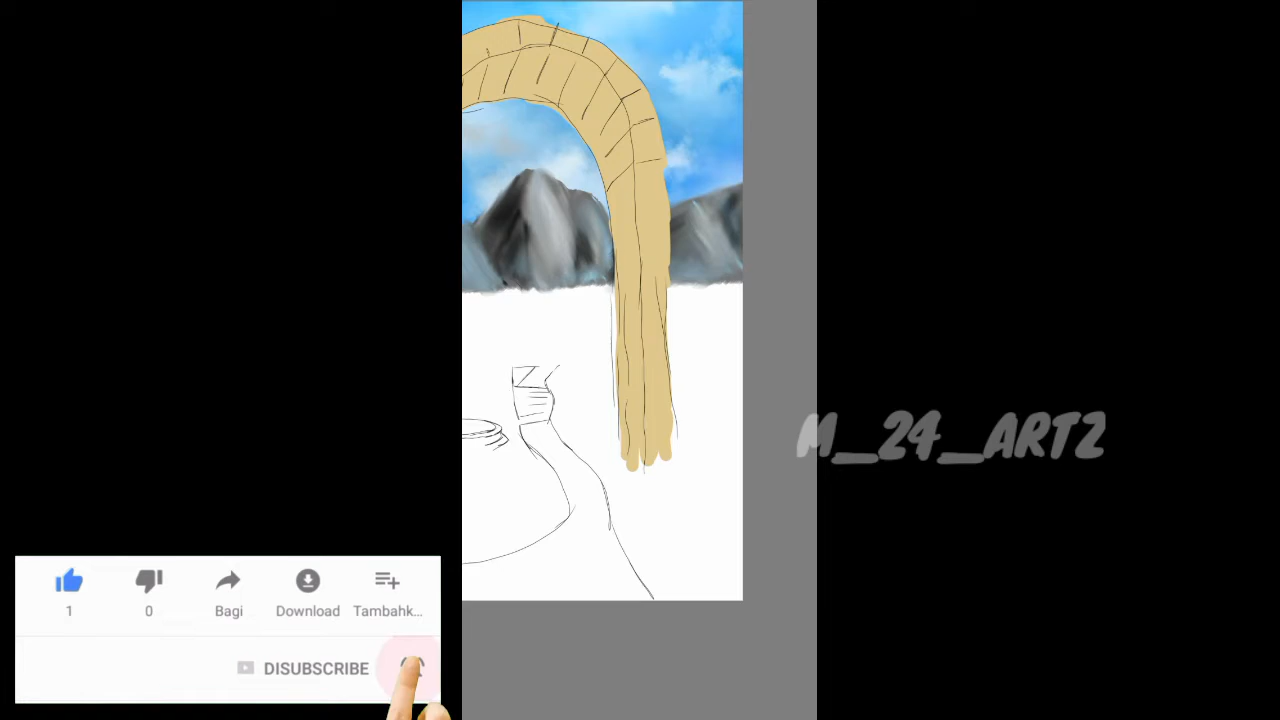 M_24_ARTZ
1
0
Bagi
Download
Tambahk...
DISUBSCRIBE